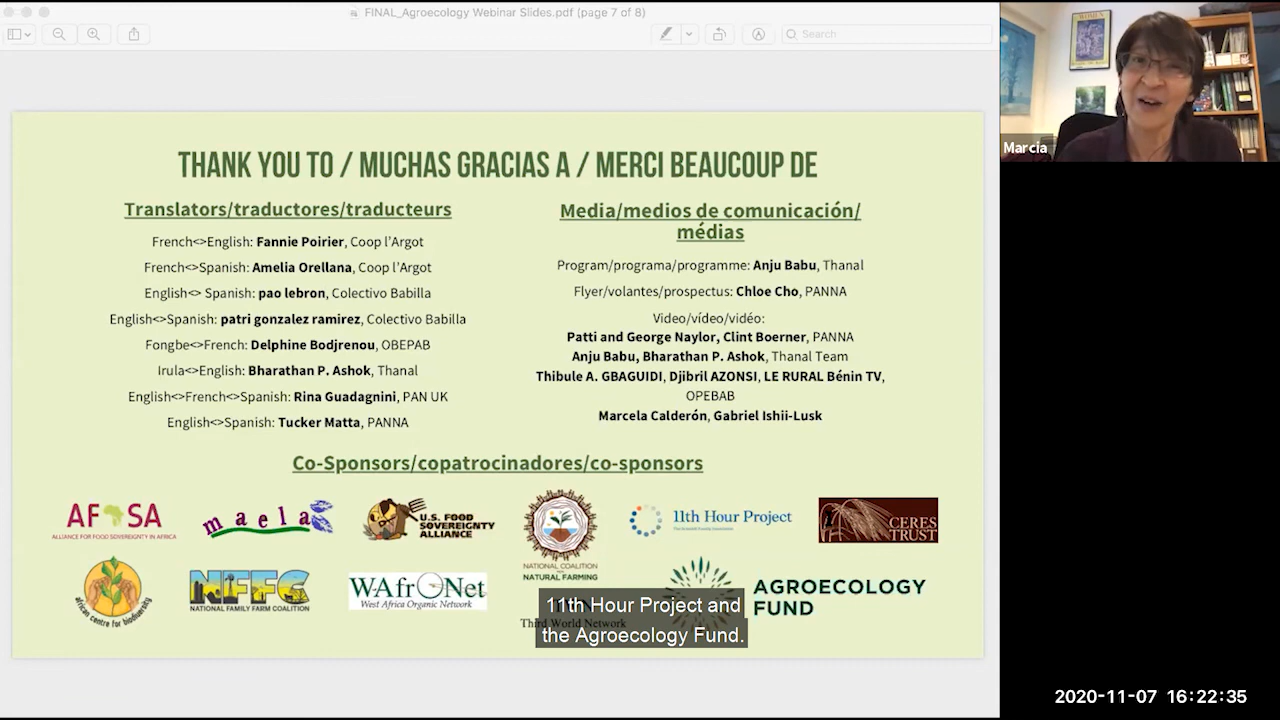 FINAL_Agroecology Webinar Slides.pdf (page 7 of 8)
Search
Marcia
THANK YOU TO / MUCHAS GRACIAS A / MERCI BEAUCOUP DE
Translators/traductores/traducteurs
French<>English: Fannie Poirier, Coop l'Argot
French<>Spanish: Amelia Orellana, Coop l'Argot
English<> Spanish: pao lebron, Colectivo Babilla
English<>Spanish: patri gonzalez ramirez, Colectivo Babilla
Fongbe<>French: Delphine Bodjrenou, OBEPAB
Irula<>English: Bharathan P. Ashok, Thanal
English<>French<>Spanish: Rina Guadagnini, PAN UK
English<>Spanish: Tucker Matta, PANNA
Media/medios de comunicación/
médias
Program/programa/programme: Anju Babu, Thanal
Flyer/volantes/prospectus: Chloe Cho, PANNA
Video/vídeo/vidéo:
Patti and George Naylor, Clint Boerner, PANNA
Anju Babu, Bharathan P. Ashok, Thanal Team
Thibule A. GBAGUIDI, Djibril AZONSI, LE RURAL Bénin TV,
OPEBAB
Marcela Calderón, Gabriel Ishii-Lusk
Co-Sponsors/copatrocinadores/co-sponsors
AFSA
ALLIANCE FOR FOOD SOVEREIGNTY IN AFRICA
maela
U.S. FOOD
SOVEREIGNTY
ALLIANCE
NATIONAL COALITION
NATURAL FARMING
11th Hour Project
CERES
TRUST
african centre for biodiversity
NFFC
NATIONAL FAMILY FARM COALITION
WAfrONet
West Africa Organic Network
Third World Network
AGROECOLOGY
FUND
11th Hour Project and
the Agroecology Fund.
2020-11-07 16:22:35